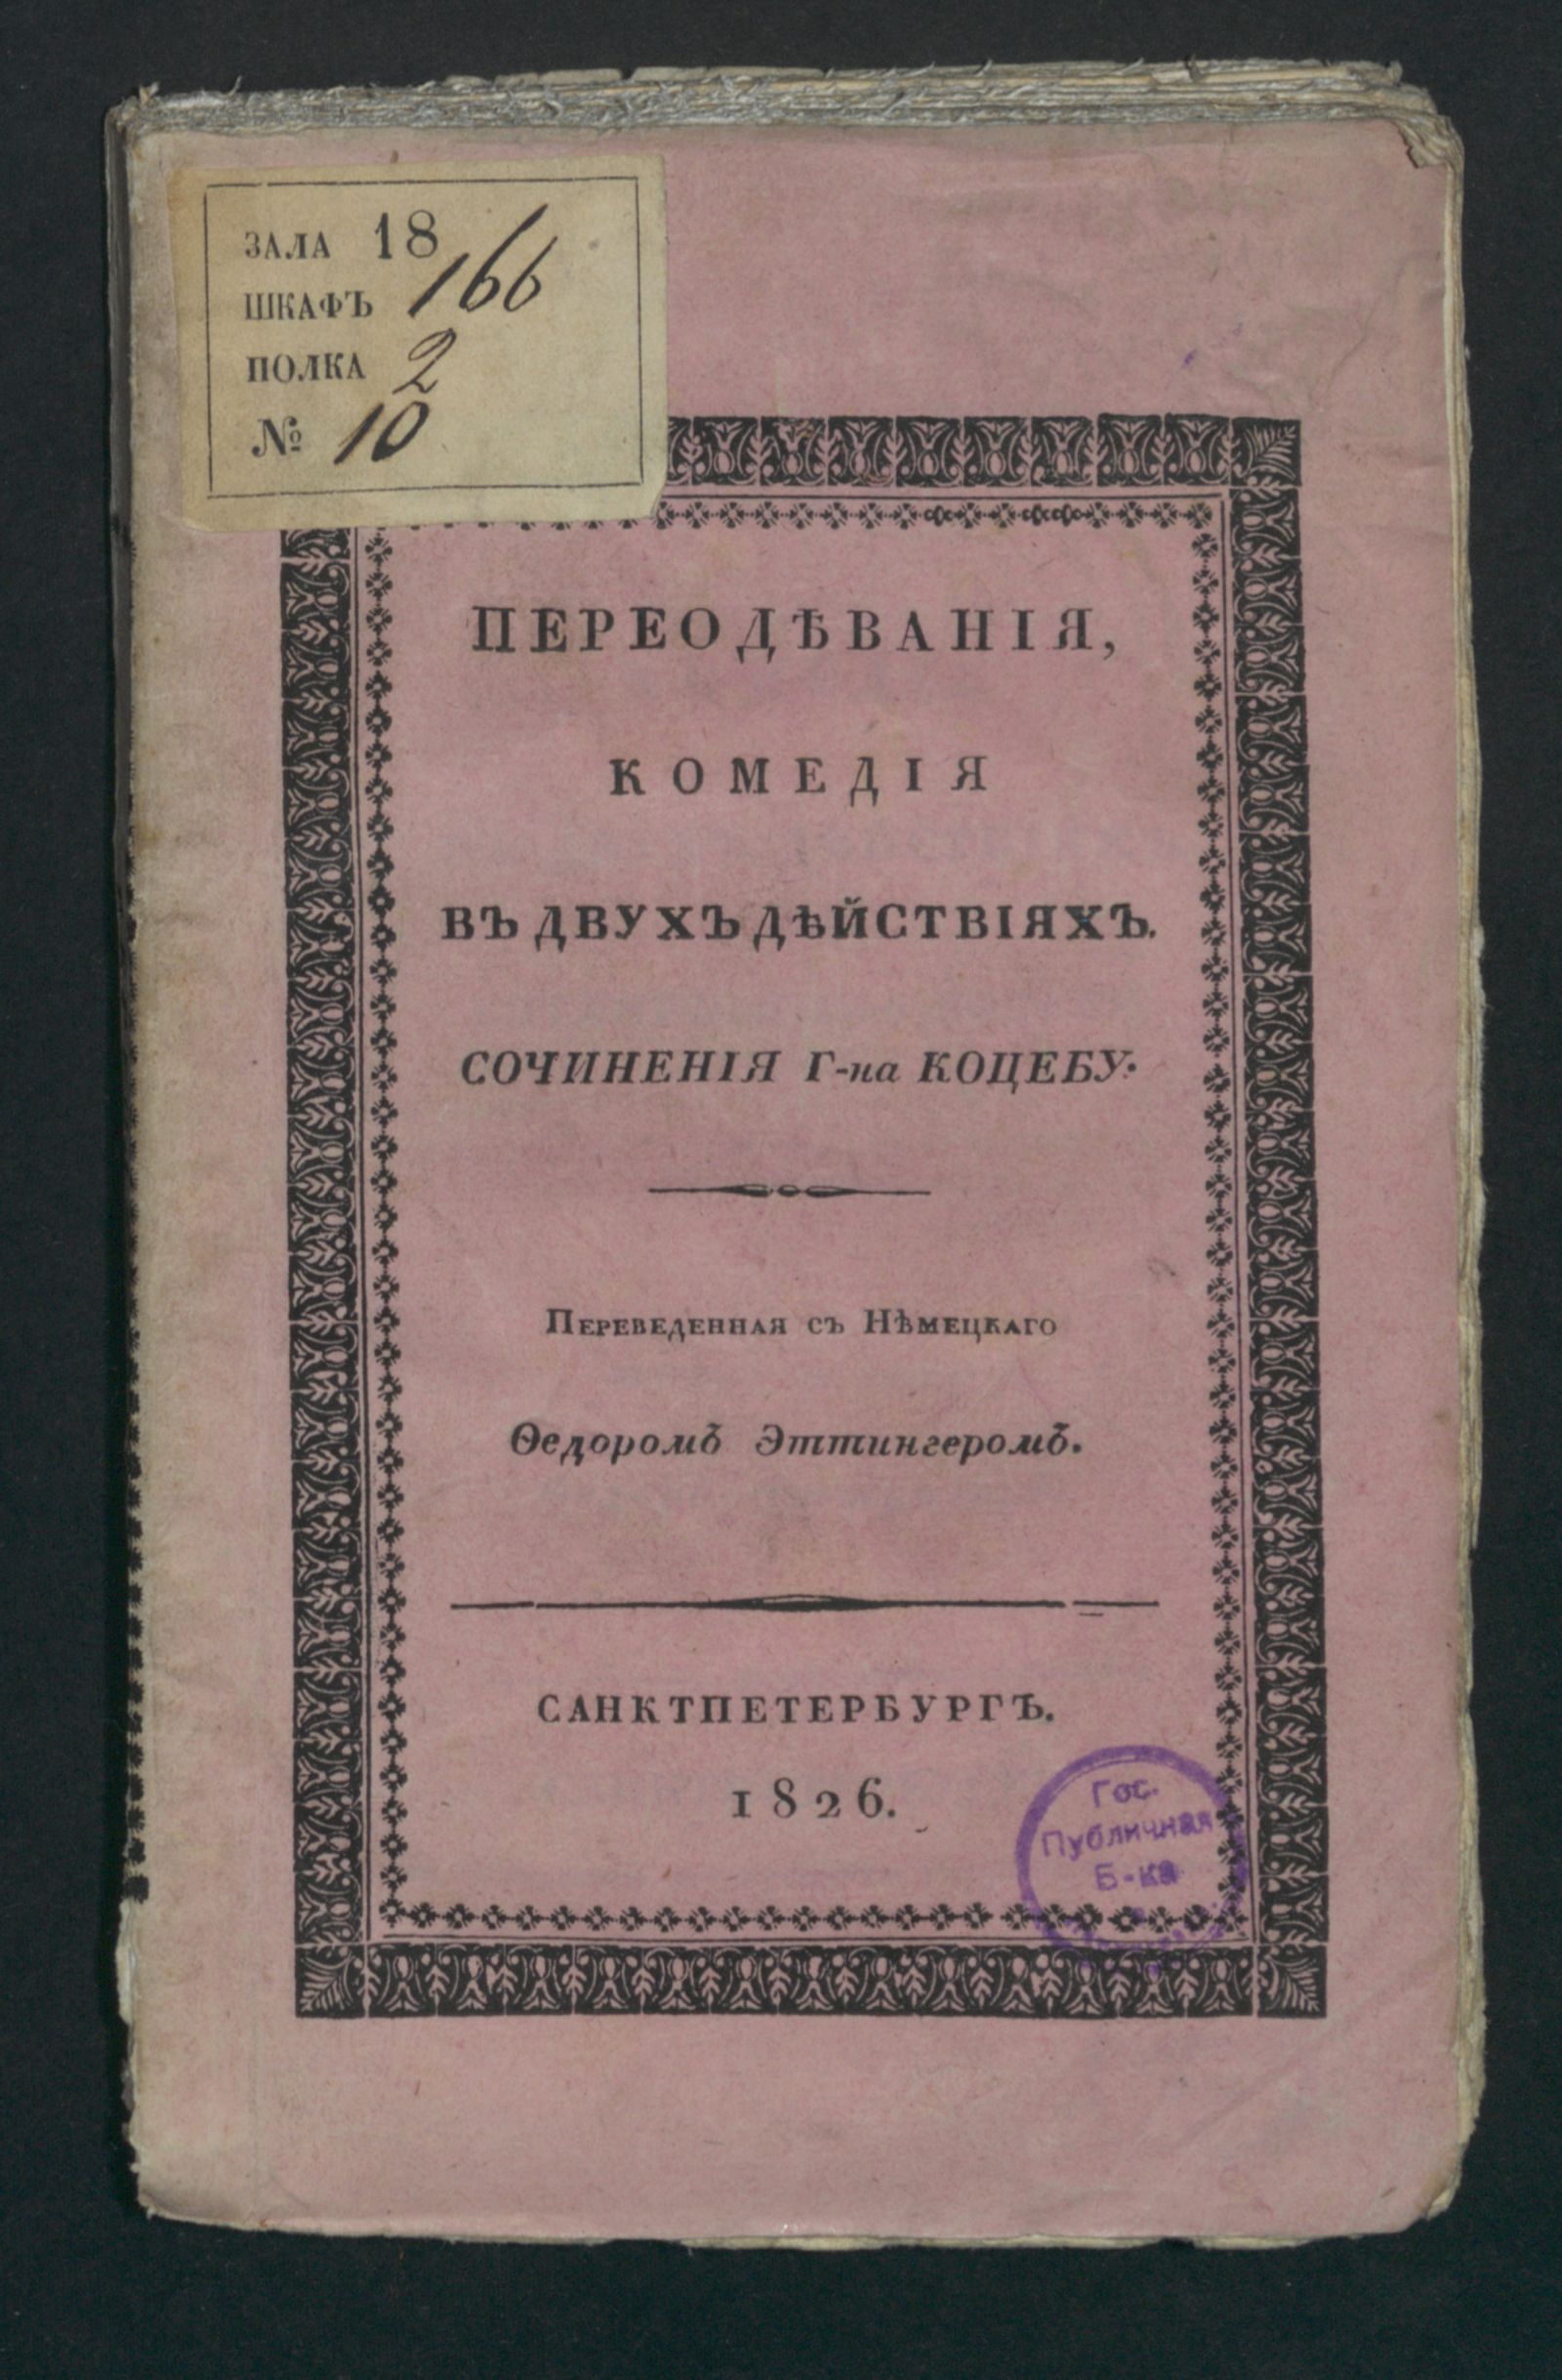 ЗАЛА 18
ШКАФЪ 166
ПОЛКА 2
№ 10
ПЕРЕОДѢВАНІЯ,
КОМЕДІЯ
ВЪ ДВУХЪ ДѢЙСТВІЯХЪ.
СОЧИНЕНІЯ Г-на КОЦЕБУ.
Переведенная съ Нѣмецкаго
Ѳедоромъ Эттингеромъ.
САНКТПЕТЕРБУРГЪ.
1826.
Гос.
Публичная
Б-ка